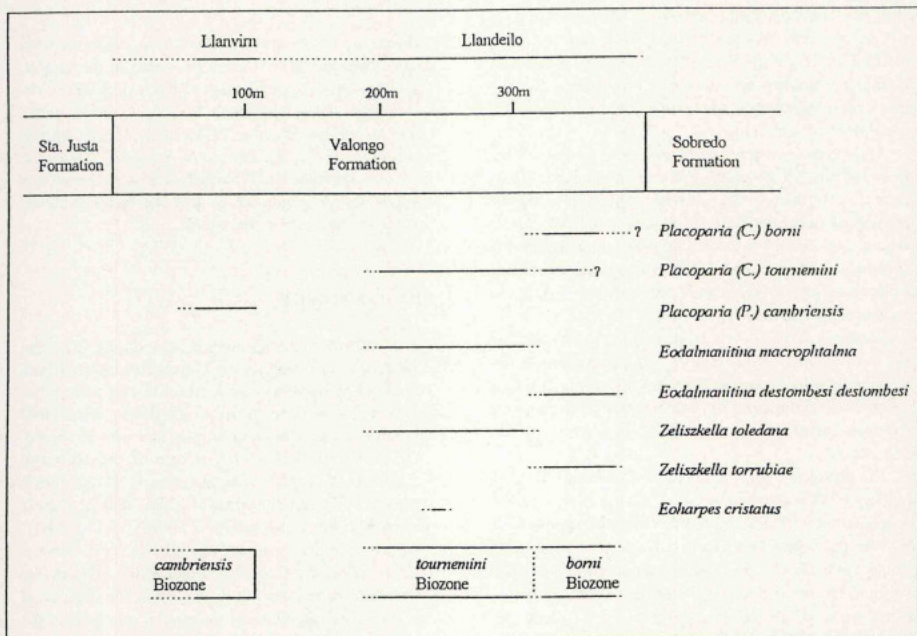 Llanvirn Llandeilo
100m 200m 300m
Sta. Justa Formation
Valongo Formation
Sobredo Formation
? Placoparia (C.) borni
? Placoparia (C.) tournemini
Placoparia (P.) cambriensis
Eodalmanitina macrophtalma
Eodalmanitina destombesi destombesi
Zeliszkella toledana
Zeliszkella torrubiae
Eoharpes cristatus
cambriensis Biozone
tournemini Biozone
borni Biozone